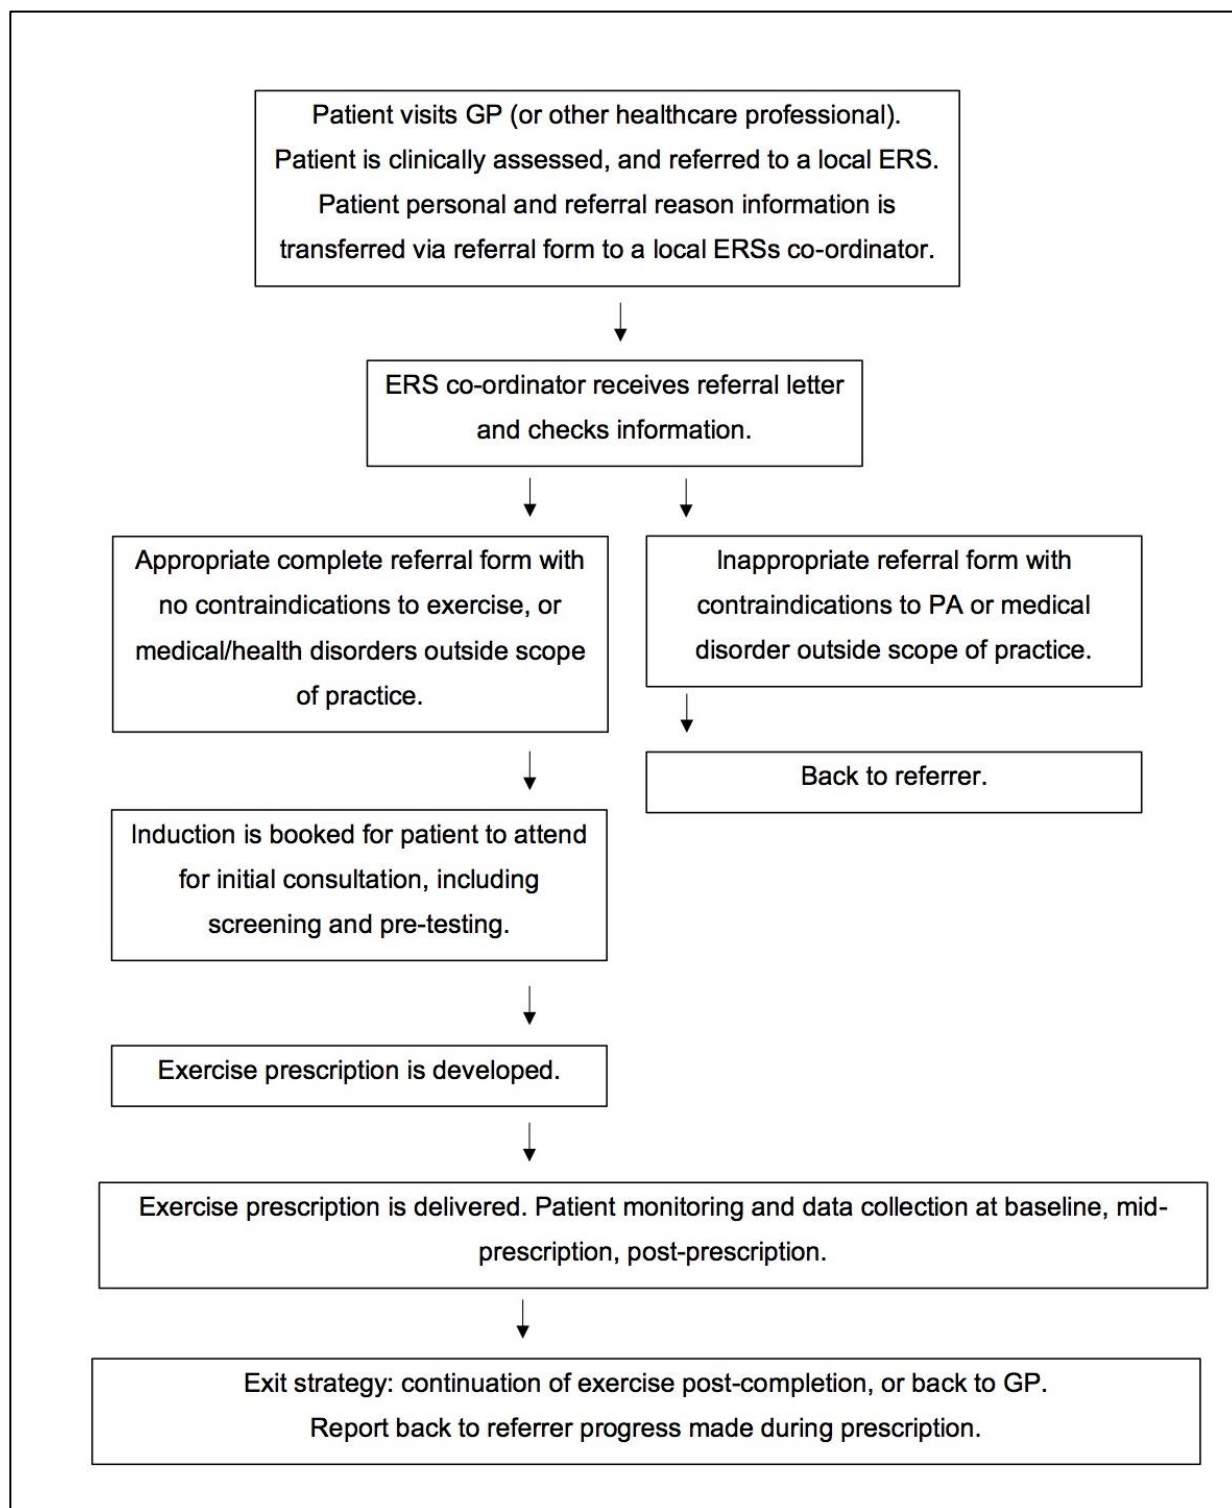 Patient visits GP (or other healthcare professional).
Patient is clinically assessed, and referred to a local ERS.
Patient personal and referral reason information is
transferred via referral form to a local ERSs co-ordinator.
ERS co-ordinator receives referral letter
and checks information.
Appropriate complete referral form with
no contraindications to exercise, or
medical/health disorders outside scope
of practice.
Inappropriate referral form with
contraindications to PA or medical
disorder outside scope of practice.
Back to referrer.
Induction is booked for patient to attend
for initial consultation, including
screening and pre-testing.
Exercise prescription is developed.
Exercise prescription is delivered. Patient monitoring and data collection at baseline, mid-
prescription, post-prescription.
Exit strategy: continuation of exercise post-completion, or back to GP.
Report back to referrer progress made during prescription.